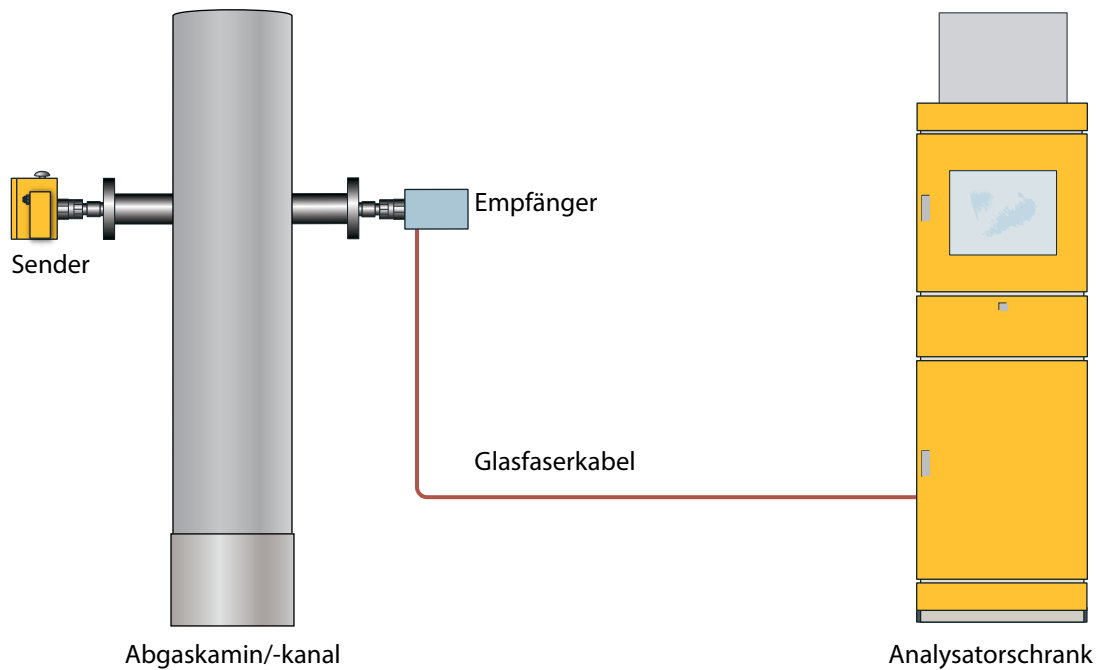 Empfänger
Sender
Glasfaserkabel
Abgaskamin/-kanal
Analysatorschrank